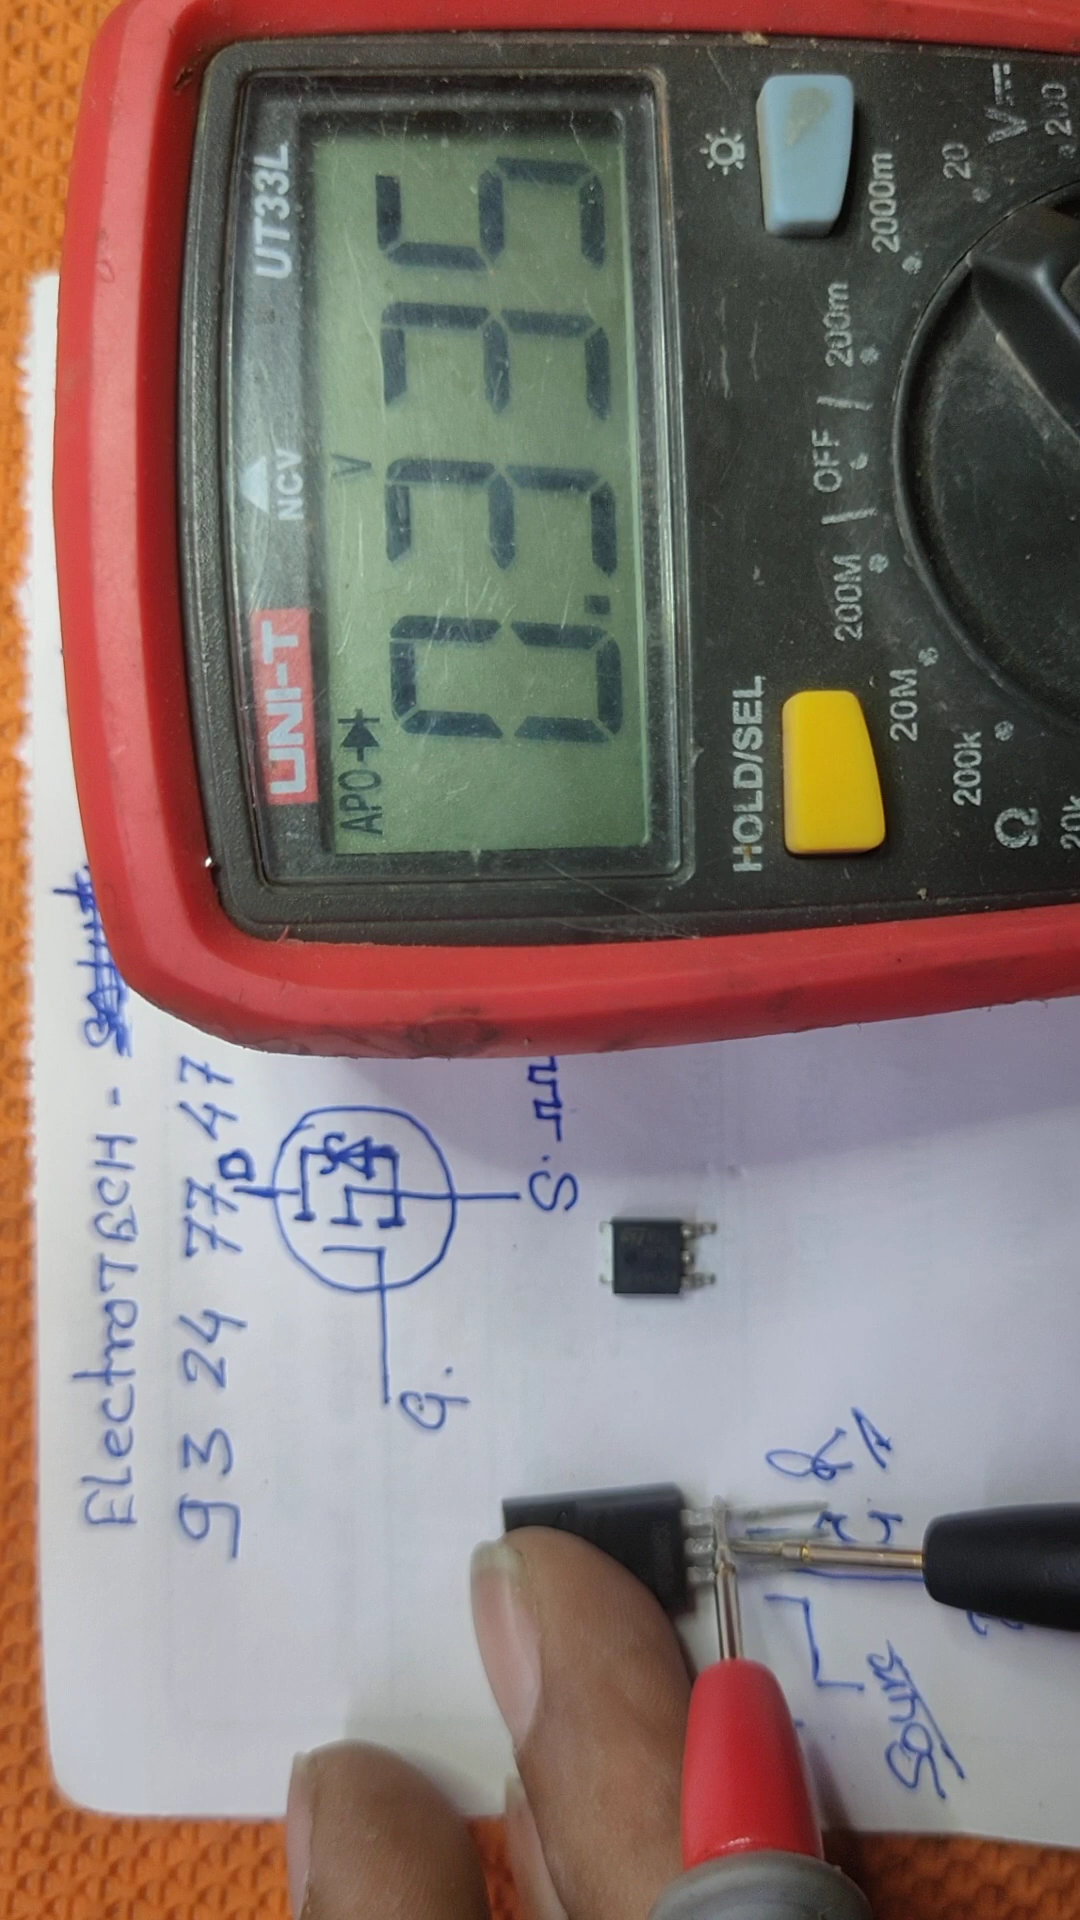 UNI-T
NCV
UT33L
APO
V
0.335
HOLD/SEL
200M
OFF
200m
2000m
20M
200k
20
Ω
20k
V
200
ElectroTECH -
93 24 77 47
D
G.
S